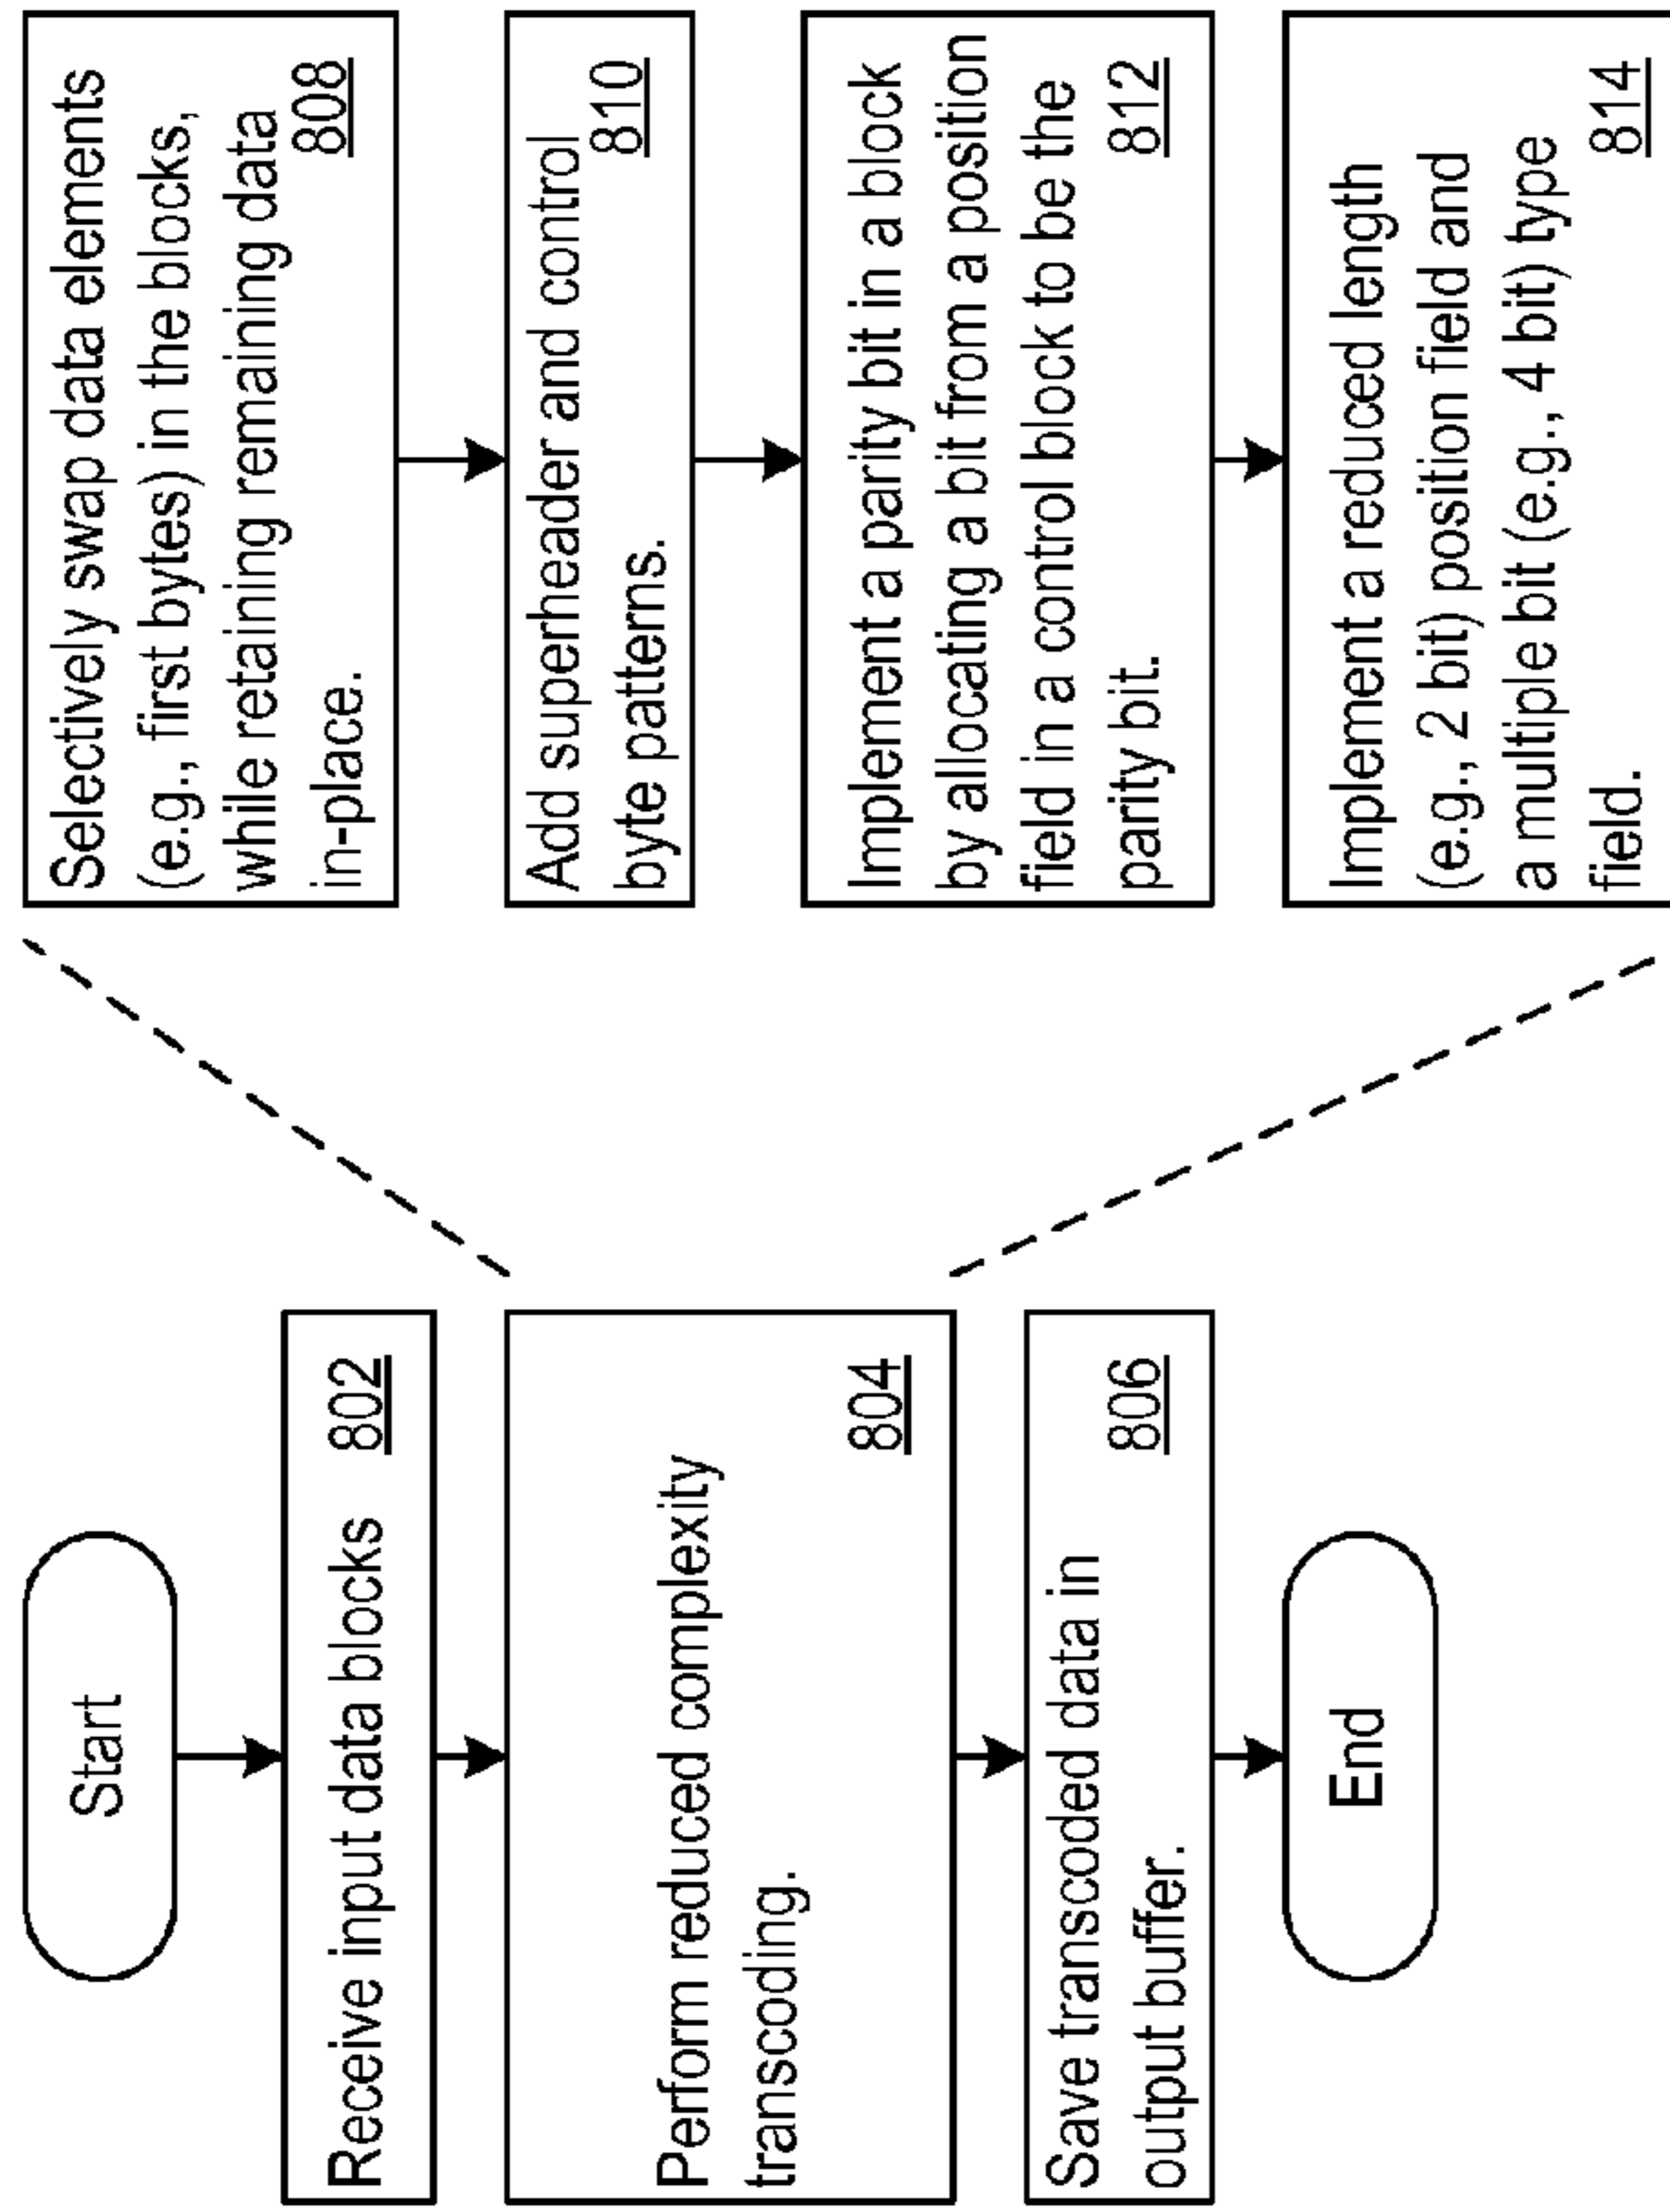 Start
Receive input data blocks 802
Perform reduced complexity
transcoding.
804
Save transcoded data in
output buffer. 806
End
Selectively swap data elements
(e.g., first bytes) in the blocks,
while retaining remaining data
in-place. 808
Add superheader and control
byte patterns. 810
Implement a parity bit in a block
by allocating a bit from a position
field in a control block to be the
parity bit. 812
Implement a reduced length
(e.g., 2 bit) position field and
a multiple bit (e.g., 4 bit) type
field. 814